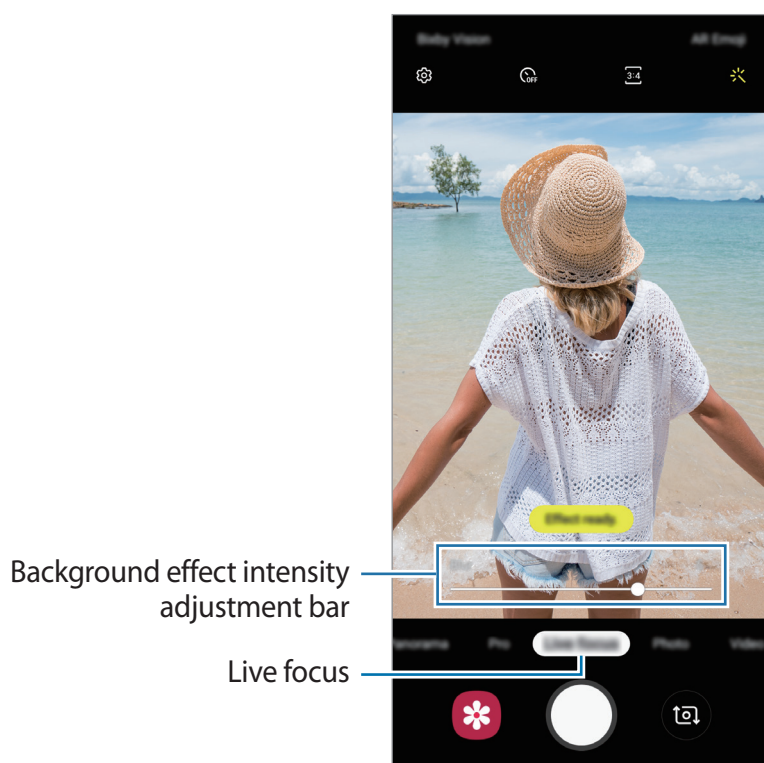 Bixby Vision
AR Emoji
OFF
3:4
Effect ready
Background effect intensity
adjustment bar
Panorama
Pro
Live focus
Photo
Video
Live focus